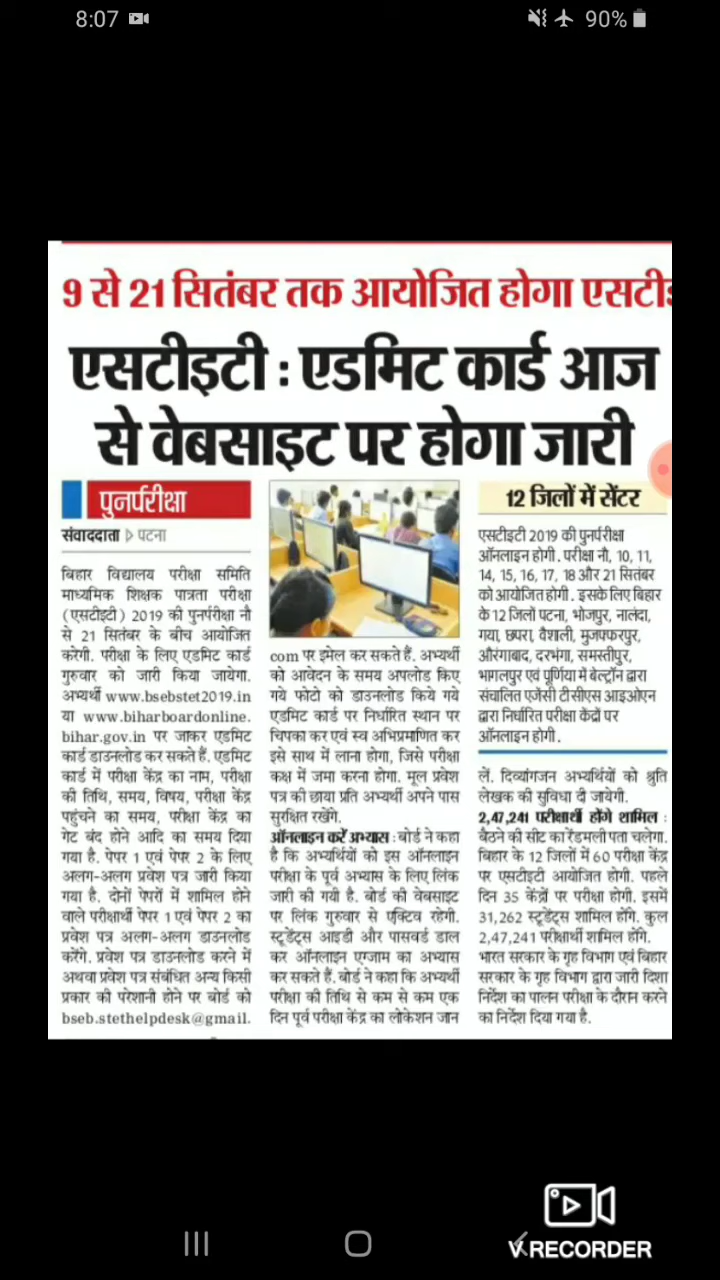 8:07
90%
9 से 21 सितंबर तक आयोजित होगा
एसटीइटी : एडमिट कार्ड आज
से वेबसाइट पर होगा जारी
पुनर्परीक्षा
संवाददाता ▷ पटना
बिहार विद्यालय परीक्षा समिति
माध्यमिक शिक्षक पात्रता परीक्षा
(एसटीइटी) 2019 की पुनर्परीक्षा नौ
से 21 सितंबर के बीच आयोजित
करेगी. परीक्षा के लिए एडमिट कार्ड
गुरुवार को जारी किया जायेगा.
अभ्यर्थी www.bsebstet2019.in
या www.biharboardonline.
bihar.gov.in पर जाकर एडमिट
कार्ड डाउनलोड कर सकते हैं. एडमिट
कार्ड में परीक्षा केंद्र का नाम, परीक्षा
की तिथि, समय, विषय, परीक्षा केंद्र
पहुंचने का समय, परीक्षा केंद्र का
गेट बंद होने आदि का समय दिया
गया है. पेपर 1 एवं पेपर 2 के लिए
अलग-अलग प्रवेश पत्र जारी किया
गया है. दोनों पेपरों में शामिल होने
वाले परीक्षार्थी पेपर 1 एवं पेपर 2 का
प्रवेश पत्र अलग-अलग डाउनलोड
करेंगे. प्रवेश पत्र डाउनलोड करने में
अथवा प्रवेश पत्र संबंधित अन्य किसी
प्रकार की परेशानी होने पर बोर्ड को
bseb.stethelpdesk@gmail.
com पर इमेल कर सकते हैं. अभ्यर्थी
को आवेदन के समय अपलोड किए
गये फोटो को डाउनलोड किये गये
एडमिट कार्ड पर निर्धारित स्थान पर
चिपका कर एवं स्व अभिप्रमाणित कर
इसे साथ में लाना होगा, जिसे परीक्षा
कक्ष में जमा करना होगा. मूल प्रवेश
पत्र की छाया प्रति अभ्यर्थी अपने पास
सुरक्षित रखेंगे.
ऑनलाइन करें अभ्यास : बोर्ड ने कहा
है कि अभ्यर्थियों को इस ऑनलाइन
परीक्षा के पूर्व अभ्यास के लिए लिंक
जारी की गयी है. बोर्ड की वेबसाइट
पर लिंक गुरुवार से एक्टिव रहेगी.
स्टूडेंट्स आइडी और पासवर्ड डाल
कर ऑनलाइन एग्जाम का अभ्यास
कर सकते हैं. बोर्ड ने कहा कि अभ्यर्थी
परीक्षा की तिथि से कम से कम एक
दिन पूर्व परीक्षा केंद्र का लोकेशन जान
12 जिलों में सेंटर
एसटीइटी 2019 की पुनर्परीक्षा
ऑनलाइन होगी. परीक्षा नौ, 10, 11,
14, 15, 16, 17, 18 और 21 सितंबर
को आयोजित होगी. इसके लिए बिहार
के 12 जिलों पटना, भोजपुर, नालंदा,
गया, छपरा, वैशाली, मुजफ्फरपुर,
औरंगाबाद, दरभंगा, समस्तीपुर,
भागलपुर एवं पूर्णिया में बेल्ट्रॉन द्वारा
संचालित एजेंसी टीसीएस आइओएन
द्वारा निर्धारित परीक्षा केंद्रों पर
ऑनलाइन होगी.
लें. दिव्यांगजन अभ्यर्थियों को श्रुति
लेखक की सुविधा दी जायेगी.
2,47,241 परीक्षार्थी होंगे शामिल :
बैठने की सीट का रेंडमली पता चलेगा.
बिहार के 12 जिलों में 60 परीक्षा केंद्र
पर एसटीइटी आयोजित होगी. पहले
दिन 35 केंद्रों पर परीक्षा होगी. इसमें
31,262 स्टूडेंट्स शामिल होंगे. कुल
2,47,241 परीक्षार्थी शामिल होंगे.
भारत सरकार के गृह विभाग एवं बिहार
सरकार के गृह विभाग द्वारा जारी दिशा
निर्देश का पालन परीक्षा के दौरान करने
का निर्देश दिया गया है.
V RECORDER